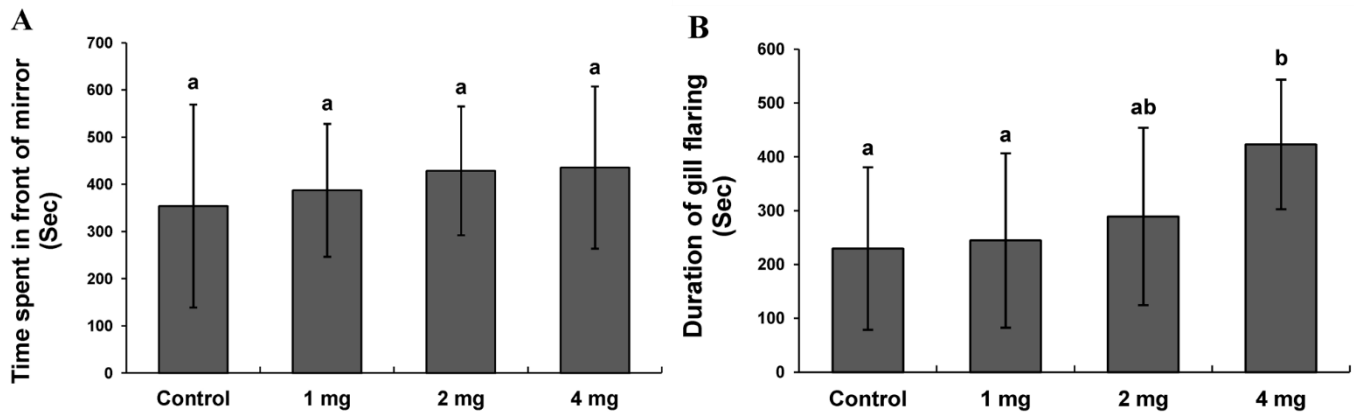 A
Time spent in front of mirror
(Sec)
700
600
500
400
300
200
100
0
a
a
a
a
Control
1 mg
2 mg
4 mg
B
Duration of gill flaring
(Sec)
600
500
400
300
200
100
0
a
a
ab
b
Control
1 mg
2 mg
4 mg